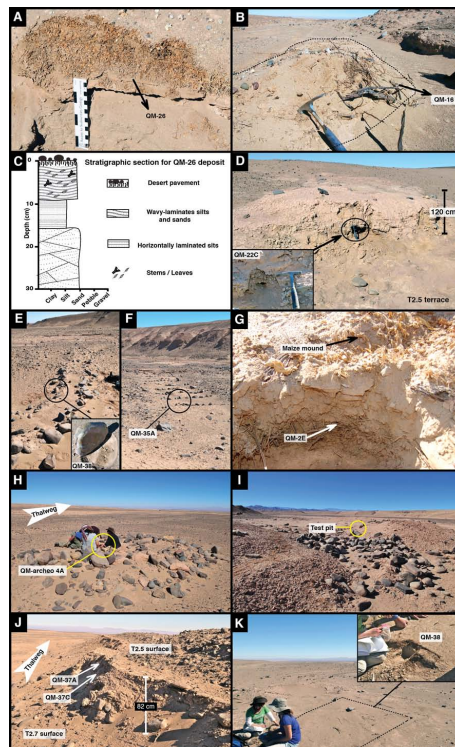 A
QM-26
B
QM-16
C
Stratigraphic section for QM-26 deposit
0
10
20
30
Depth (cm)
Clay
Silt
Sand
Pebble
Gravel
Desert pavement
Wavy-laminates silts
and sands
Horizontally laminated sits
Stems / Leaves
D
120 cm
QM-22C
T2.5 terrace
E
QM-38
F
QM-35A
G
Maize mound
QM-2E
H
Thalweg
QM-archeo 4A
I
Test pit
J
Thalweg
T2.5 surface
QM-37A
QM-37C
82 cm
T2.7 surface
K
QM-38